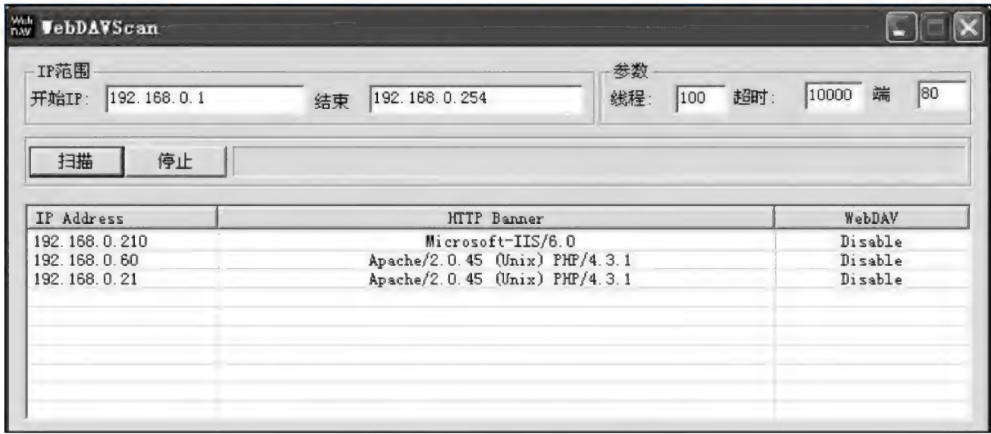 Web DAV WebDAVScan
IP范围 参数
开始IP: 192.168.0.1 结束 192.168.0.254 线程: 100 超时: 10000 端 80
扫描 停止
IP Address HTTP Banner WebDAV
192.168.0.210 Microsoft-IIS/6.0 Disable
192.168.0.60 Apache/2.0.45 (Unix) PHP/4.3.1 Disable
192.168.0.21 Apache/2.0.45 (Unix) PHP/4.3.1 Disable